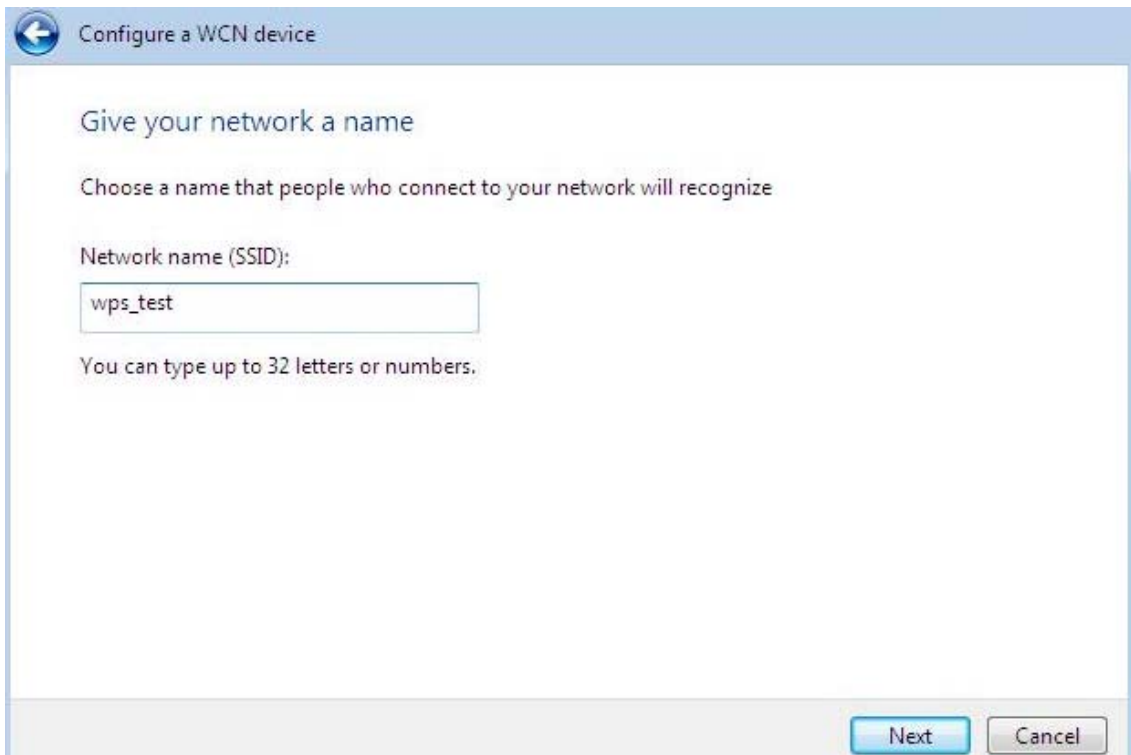 Configure a WCN device
Give your network a name
Choose a name that people who connect to your network will recognize
Network name (SSID):
wps_test
You can type up to 32 letters or numbers.
Next Cancel